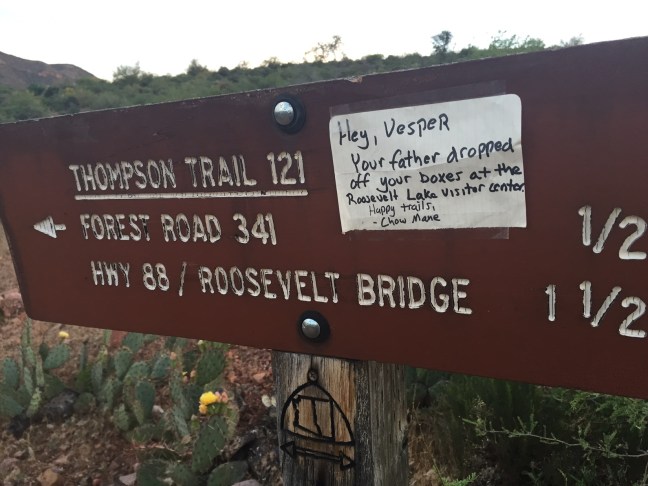 Hey, Vesper
Your father dropped
off your boxes at the
Roosevelt Lake visitor center.
Happy trails,
- Chow Mane
THOMPSON TRAIL 121
FOREST ROAD 341 1/2
HWY 88 / ROOSEVELT BRIDGE 1 1/2